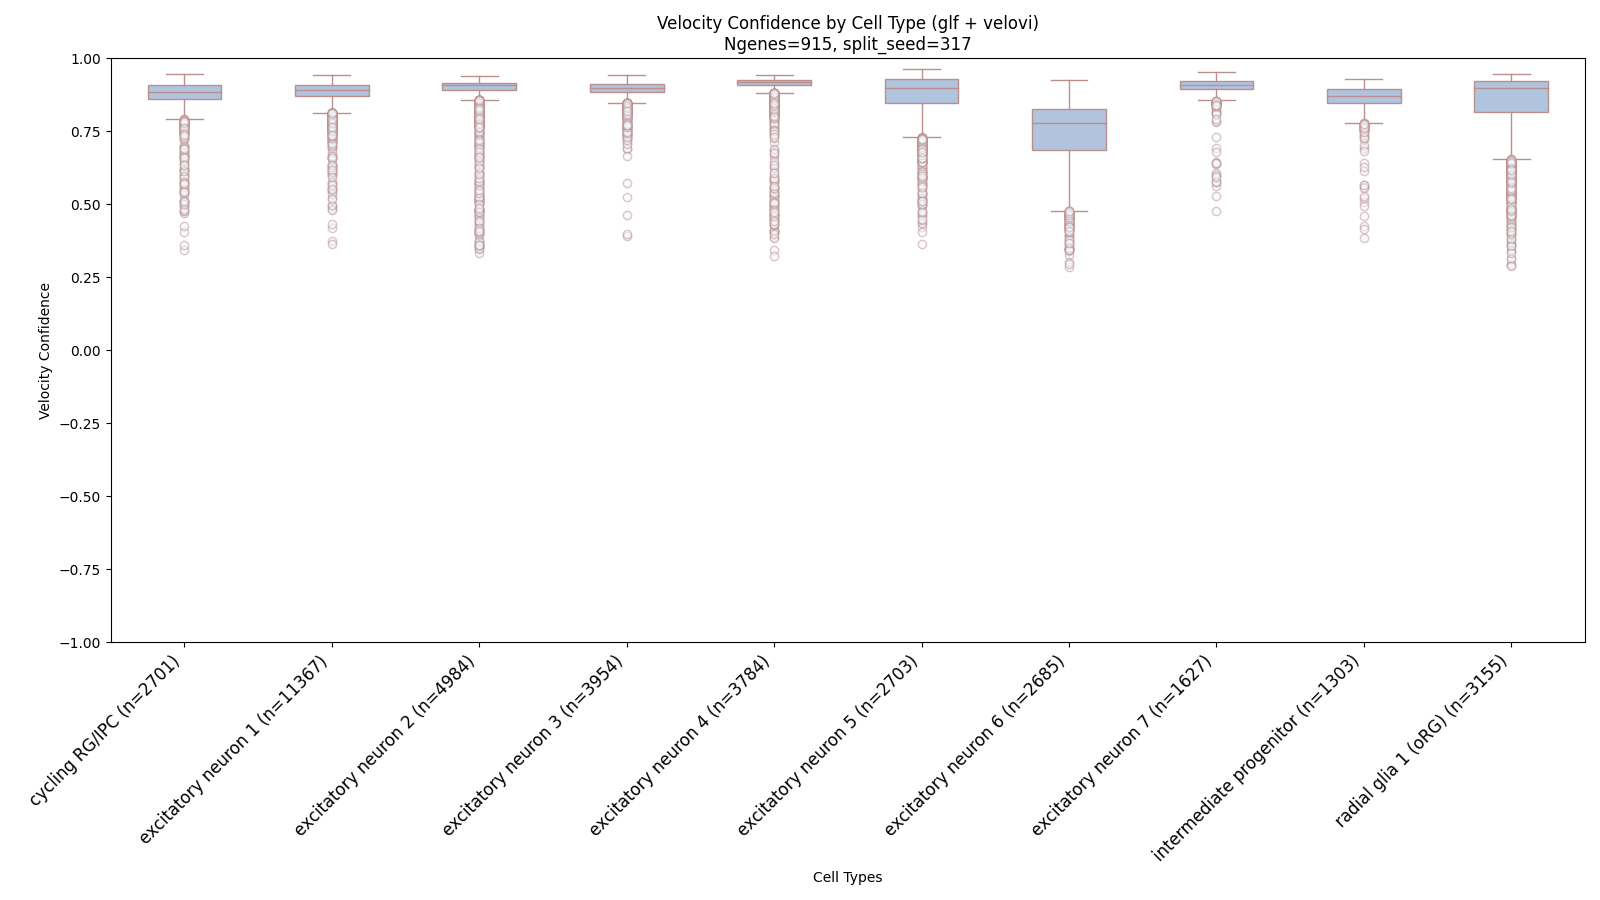 Velocity Confidence by Cell Type (glf + velovi)
Ngenes=915, split_seed=317
Velocity Confidence
1.00
0.75
0.50
0.25
0.00
−0.25
−0.50
−0.75
−1.00
cycling RG/IPC (n=2701)
excitatory neuron 1 (n=11367)
excitatory neuron 2 (n=4984)
excitatory neuron 3 (n=3954)
excitatory neuron 4 (n=3784)
excitatory neuron 5 (n=2703)
excitatory neuron 6 (n=2685)
excitatory neuron 7 (n=1627)
intermediate progenitor (n=1303)
radial glia 1 (oRG) (n=3155)
Cell Types